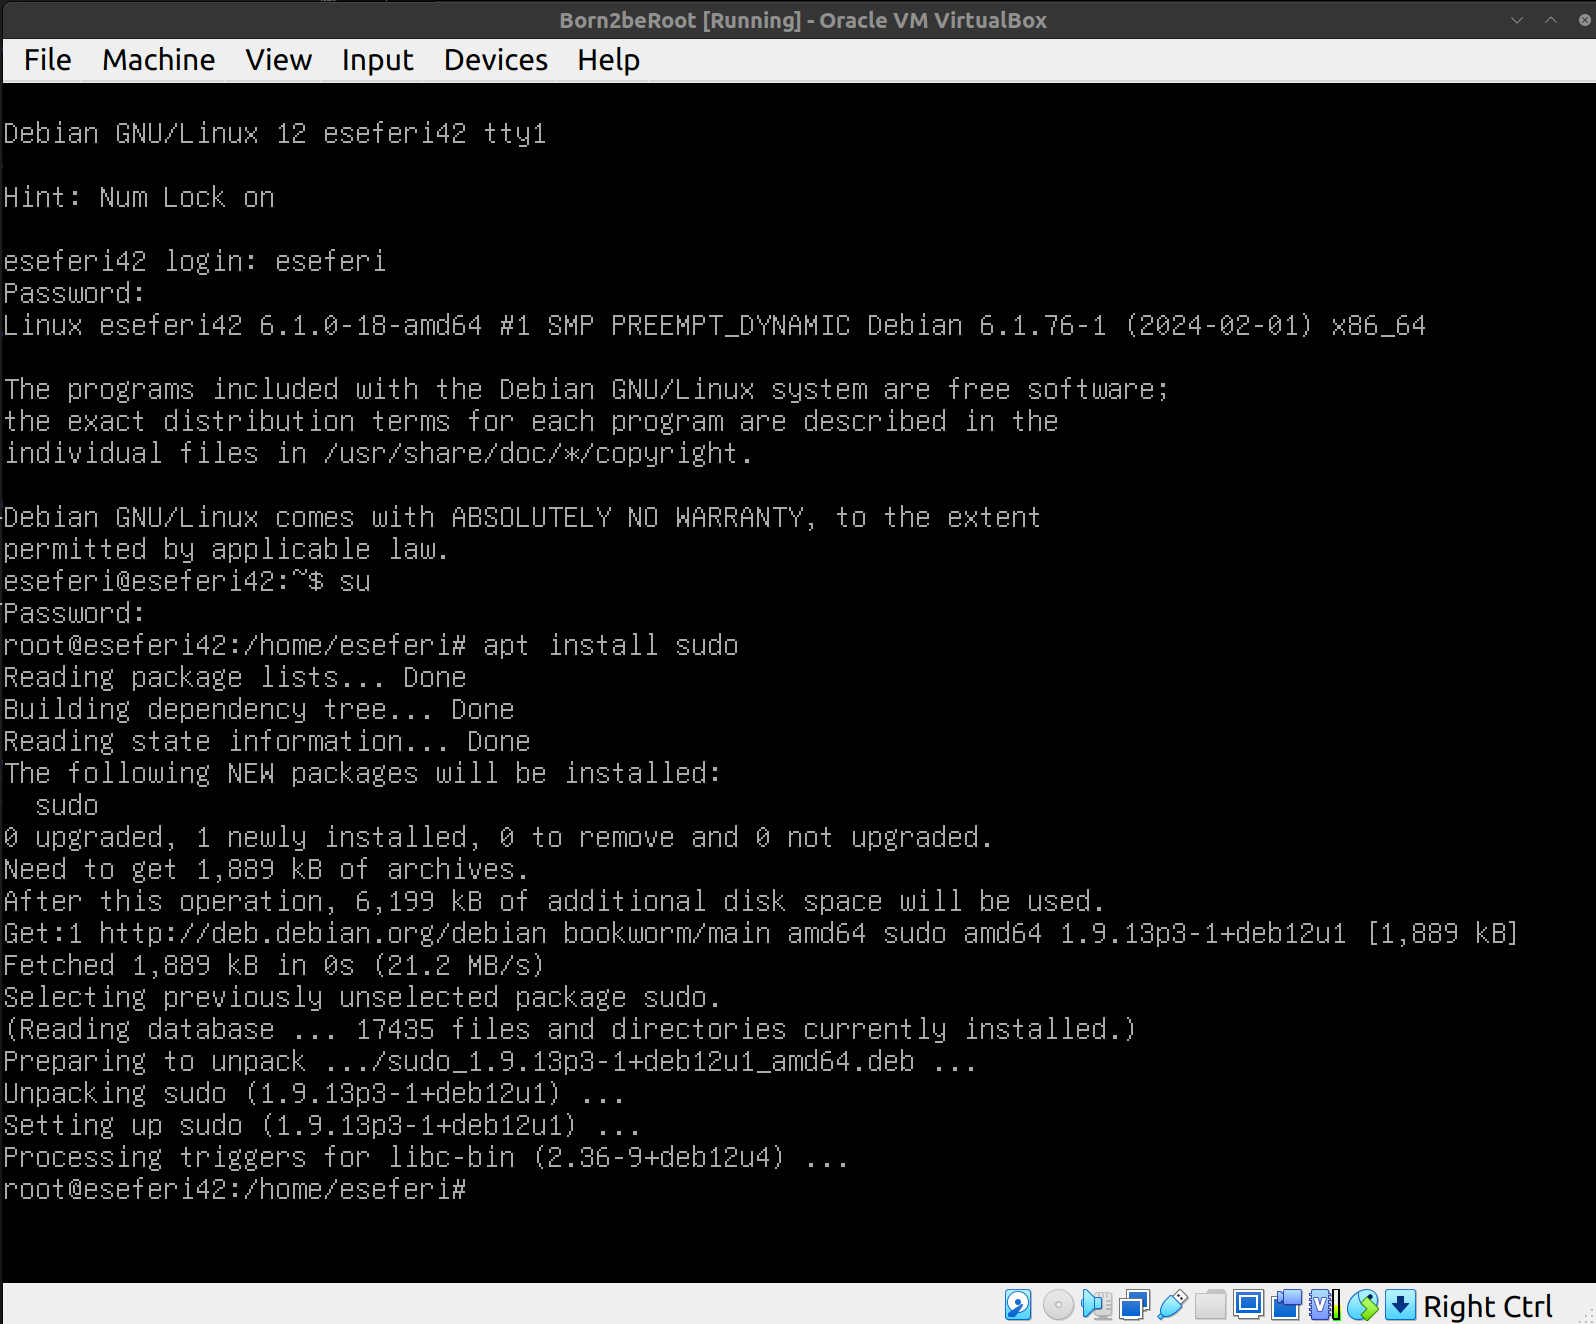 Born2beRoot [Running] - Oracle VM VirtualBox
File Machine View Input Devices Help
Debian GNU/Linux 12 eseferi42 tty1
Hint: Num Lock on
eseferi42 login: eseferi
Password:
Linux eseferi42 6.1.0-18-amd64 #1 SMP PREEMPT_DYNAMIC Debian 6.1.76-1 (2024-02-01) x86_64
The programs included with the Debian GNU/Linux system are free software;
the exact distribution terms for each program are described in the
individual files in /usr/share/doc/*/copyright.
Debian GNU/Linux comes with ABSOLUTELY NO WARRANTY, to the extent
permitted by applicable law.
eseferi@eseferi42:~$ su
Password:
root@eseferi42:/home/eseferi# apt install sudo
Reading package lists... Done
Building dependency tree... Done
Reading state information... Done
The following NEW packages will be installed:
  sudo
0 upgraded, 1 newly installed, 0 to remove and 0 not upgraded.
Need to get 1,889 kB of archives.
After this operation, 6,199 kB of additional disk space will be used.
Get:1 http://deb.debian.org/debian bookworm/main amd64 sudo amd64 1.9.13p3-1+deb12u1 [1,889 kB]
Fetched 1,889 kB in 0s (21.2 MB/s)
Selecting previously unselected package sudo.
(Reading database ... 17435 files and directories currently installed.)
Preparing to unpack .../sudo_1.9.13p3-1+deb12u1_amd64.deb ...
Unpacking sudo (1.9.13p3-1+deb12u1) ...
Setting up sudo (1.9.13p3-1+deb12u1) ...
Processing triggers for libc-bin (2.36-9+deb12u4) ...
root@eseferi42:/home/eseferi#
Right Ctrl